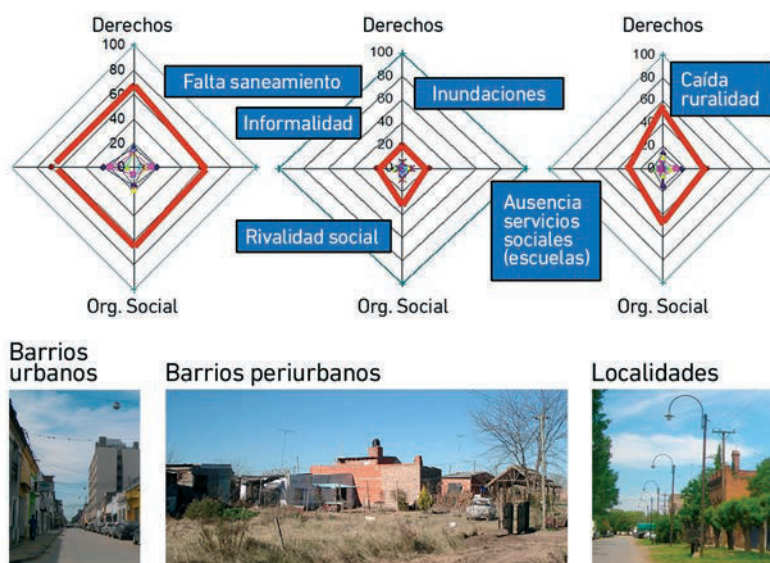 Derechos
100
80
60
40
20
0
Org. Social
Derechos
100
80
60
40
20
0
Org. Social
Derechos
100
80
60
40
20
0
Org. Social
Falta saneamiento
Informalidad
Rivalidad social
Inundaciones
Ausencia
servicios
sociales
(escuelas)
Caída
ruralidad
Barrios
urbanos
Barrios periurbanos
Localidades